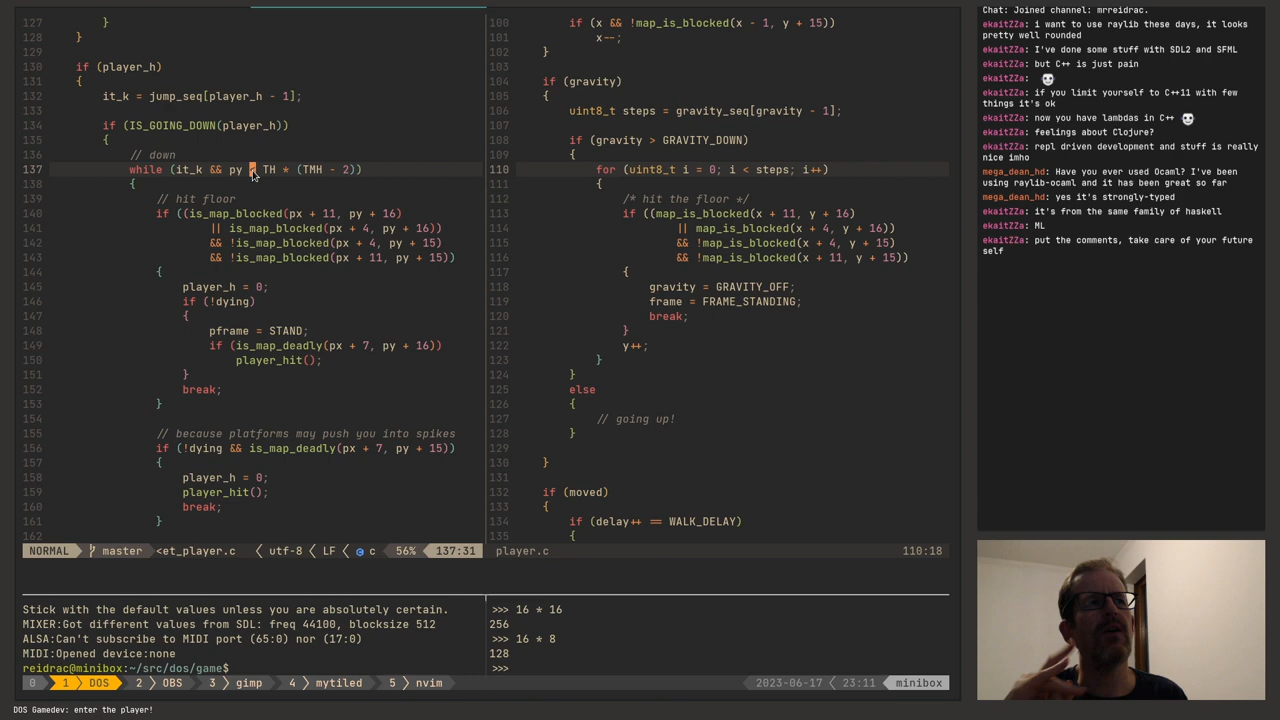 127             }
128         }
129
130         if (player_h)
131         {
132             it_k = jump_seq[player_h - 1];
133
134             if (IS_GOING_DOWN(player_h))
135             {
136                 // down
137                 while (it_k && py < TH * (TMH - 2))
138                 {
139                     // hit floor
140                     if ((is_map_blocked(px + 11, py + 16)
141                             || is_map_blocked(px + 4, py + 16))
142                             && !is_map_blocked(px + 4, py + 15)
143                             && !is_map_blocked(px + 11, py + 15))
144                     {
145                         player_h = 0;
146                         if (!dying)
147                         {
148                             pframe = STAND;
149                             if (is_map_deadly(px + 7, py + 16))
150                                 player_hit();
151                         }
152                         break;
153                     }
154
155                     // because platforms may push you into spikes
156                     if (!dying && is_map_deadly(px + 7, py + 15))
157                     {
158                         player_h = 0;
159                         player_hit();
160                         break;
161                     }
162
NORMAL master <et_player.c utf-8 LF c 56% 137:31
100         if (x && !map_is_blocked(x - 1, y + 15))
101             x--;
102     }
103
104     if (gravity)
105     {
106         uint8_t steps = gravity_seq[gravity - 1];
107
108         if (gravity > GRAVITY_DOWN)
109         {
110             for (uint8_t i = 0; i < steps; i++)
111             {
112                 /* hit the floor */
113                 if ((map_is_blocked(x + 11, y + 16)
114                         || map_is_blocked(x + 4, y + 16))
115                         && !map_is_blocked(x + 4, y + 15)
116                         && !map_is_blocked(x + 11, y + 15))
117                 {
118                     gravity = GRAVITY_OFF;
119                     frame = FRAME_STANDING;
120                     break;
121                 }
122                 y++;
123             }
124         }
125         else
126         {
127             // going up!
128         }
129
130     }
131
132     if (moved)
133     {
134         if (delay++ == WALK_DELAY)
135         {
player.c 110:18
Stick with the default values unless you are absolutely certain.
MIXER:Got different values from SDL: freq 44100, blocksize 512
ALSA:Can't subscribe to MIDI port (65:0) nor (17:0)
MIDI:Opened device:none
reidrac@minibox:~/src/dos/game$
>>> 16 * 16
256
>>> 16 * 8
128
>>>
0 1 DOS 2 OBS 3 gimp 4 mytiled 5 nvim 2023-06-17 23:11 minibox
DOS Gamedev: enter the player!
Chat: Joined channel: mrreidrac.
ekaitZZa: i want to use raylib these days, it looks
pretty well rounded
ekaitZZa: I've done some stuff with SDL2 and SFML
ekaitZZa: but C++ is just pain
ekaitZZa:
ekaitZZa: if you limit yourself to C++11 with few
things it's ok
ekaitZZa: now you have lambdas in C++
ekaitZZa: feelings about Clojure?
ekaitZZa: repl driven development and stuff is really
nice imho
mega_dean_hd: Have you ever used Ocaml? I've been
using raylib-ocaml and it has been great so far
mega_dean_hd: yes it's strongly-typed
ekaitZZa: it's from the same family of haskell
ekaitZZa: ML
ekaitZZa: put the comments, take care of your future
self